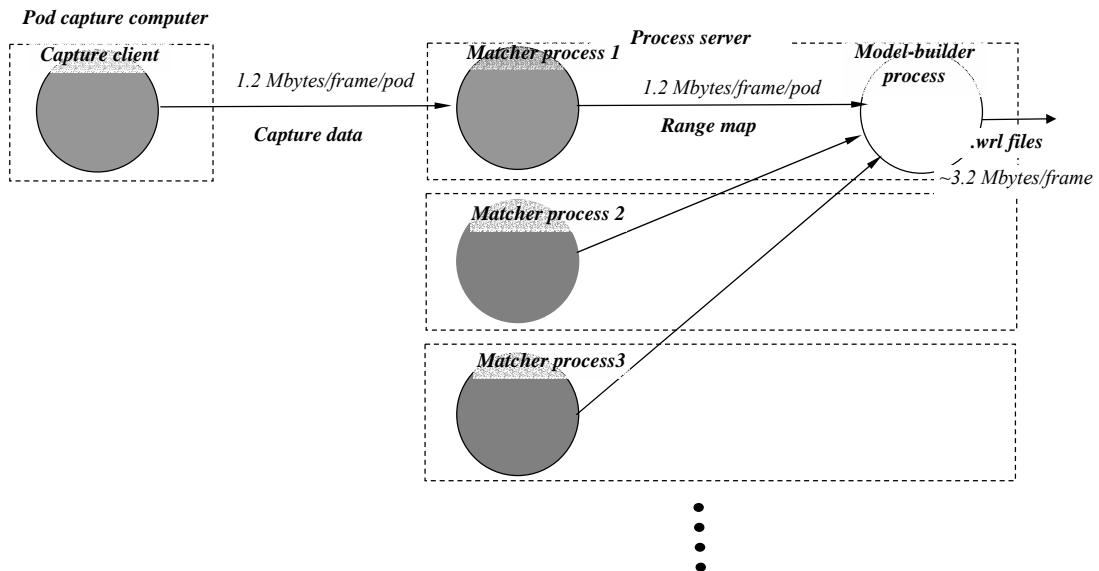 Pod capture computer
Capture client
1.2 Mbytes/frame/pod
Capture data
Process server
Matcher process 1
1.2 Mbytes/frame/pod
Range map
Model-builder
process
.wrl files
~3.2 Mbytes/frame
Matcher process 2
Matcher process3